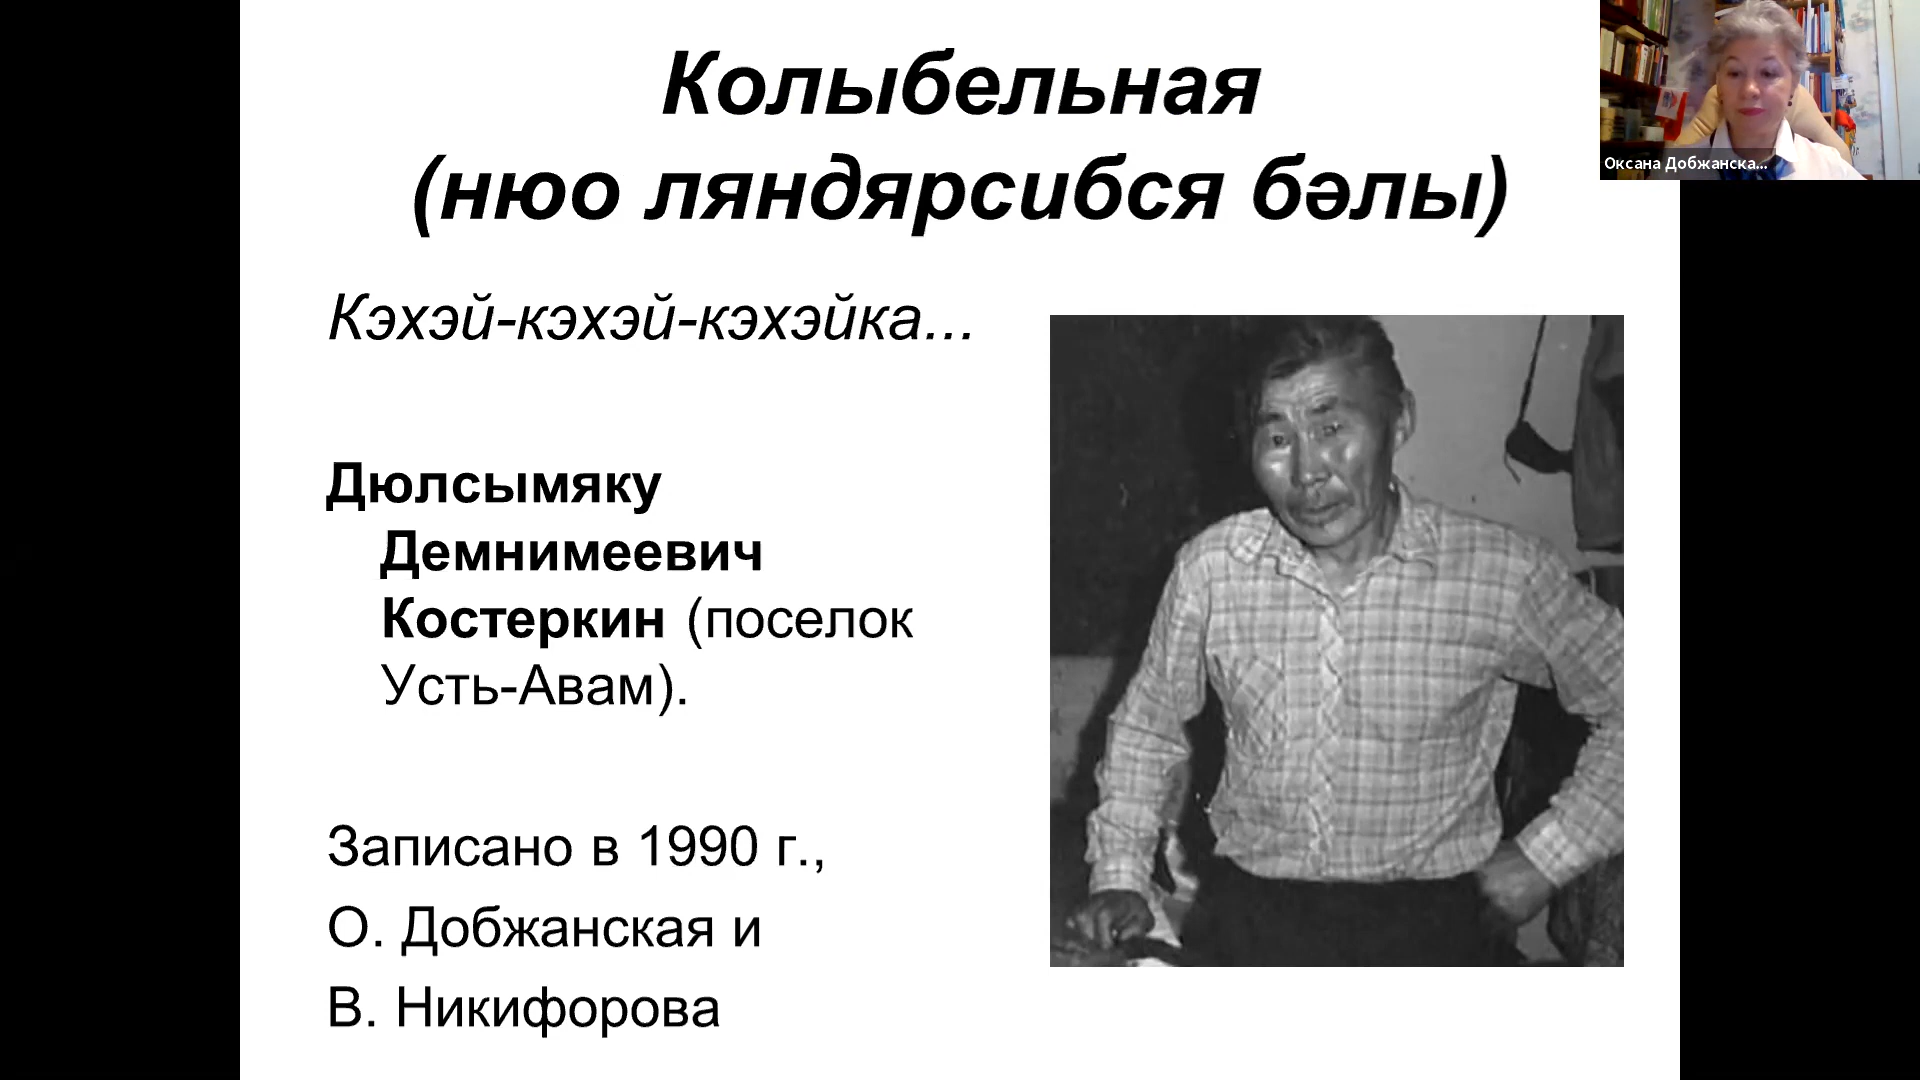 Колыбельная
(нюо ляндярсибся бәлы)
Кэхэй-кэхэй-кэхэйка...
Дюлсымяку
Демнимеевич
Костеркин (поселок
Усть-Авам).
Записано в 1990 г.,
О. Добжанская и
В. Никифорова
Оксана Добжанска...